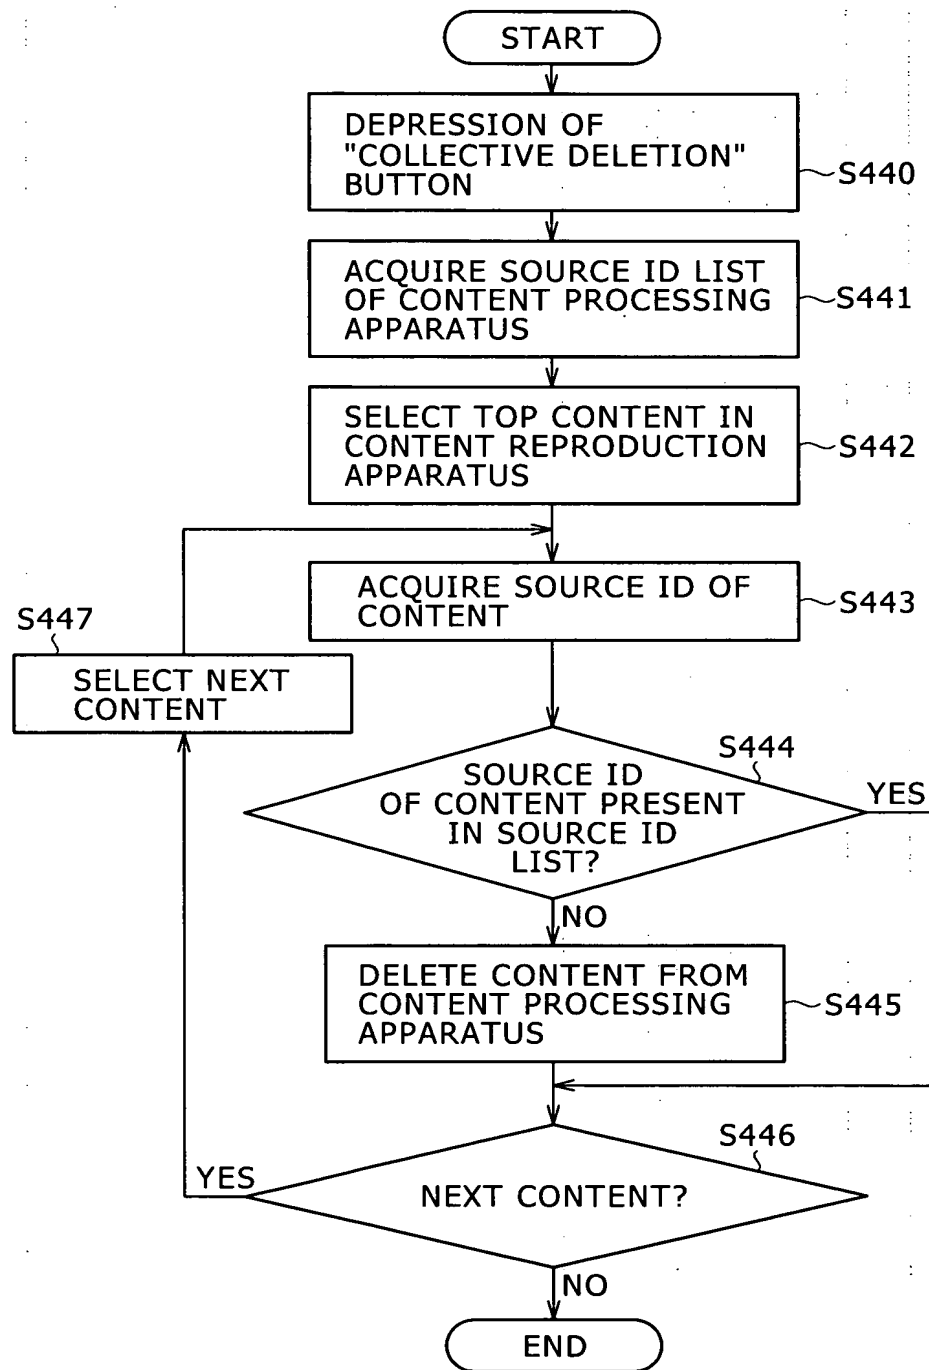 START
DEPRESSION OF
"COLLECTIVE DELETION"
BUTTON
S440
ACQUIRE SOURCE ID LIST
OF CONTENT PROCESSING
APPARATUS
S441
SELECT TOP CONTENT IN
CONTENT REPRODUCTION
APPARATUS
S442
ACQUIRE SOURCE ID OF
CONTENT
S443
S447
SELECT NEXT
CONTENT
S444
SOURCE ID
OF CONTENT PRESENT
IN SOURCE ID
LIST?
YES
NO
DELETE CONTENT FROM
CONTENT PROCESSING
APPARATUS
S445
S446
YES
NEXT CONTENT?
NO
END